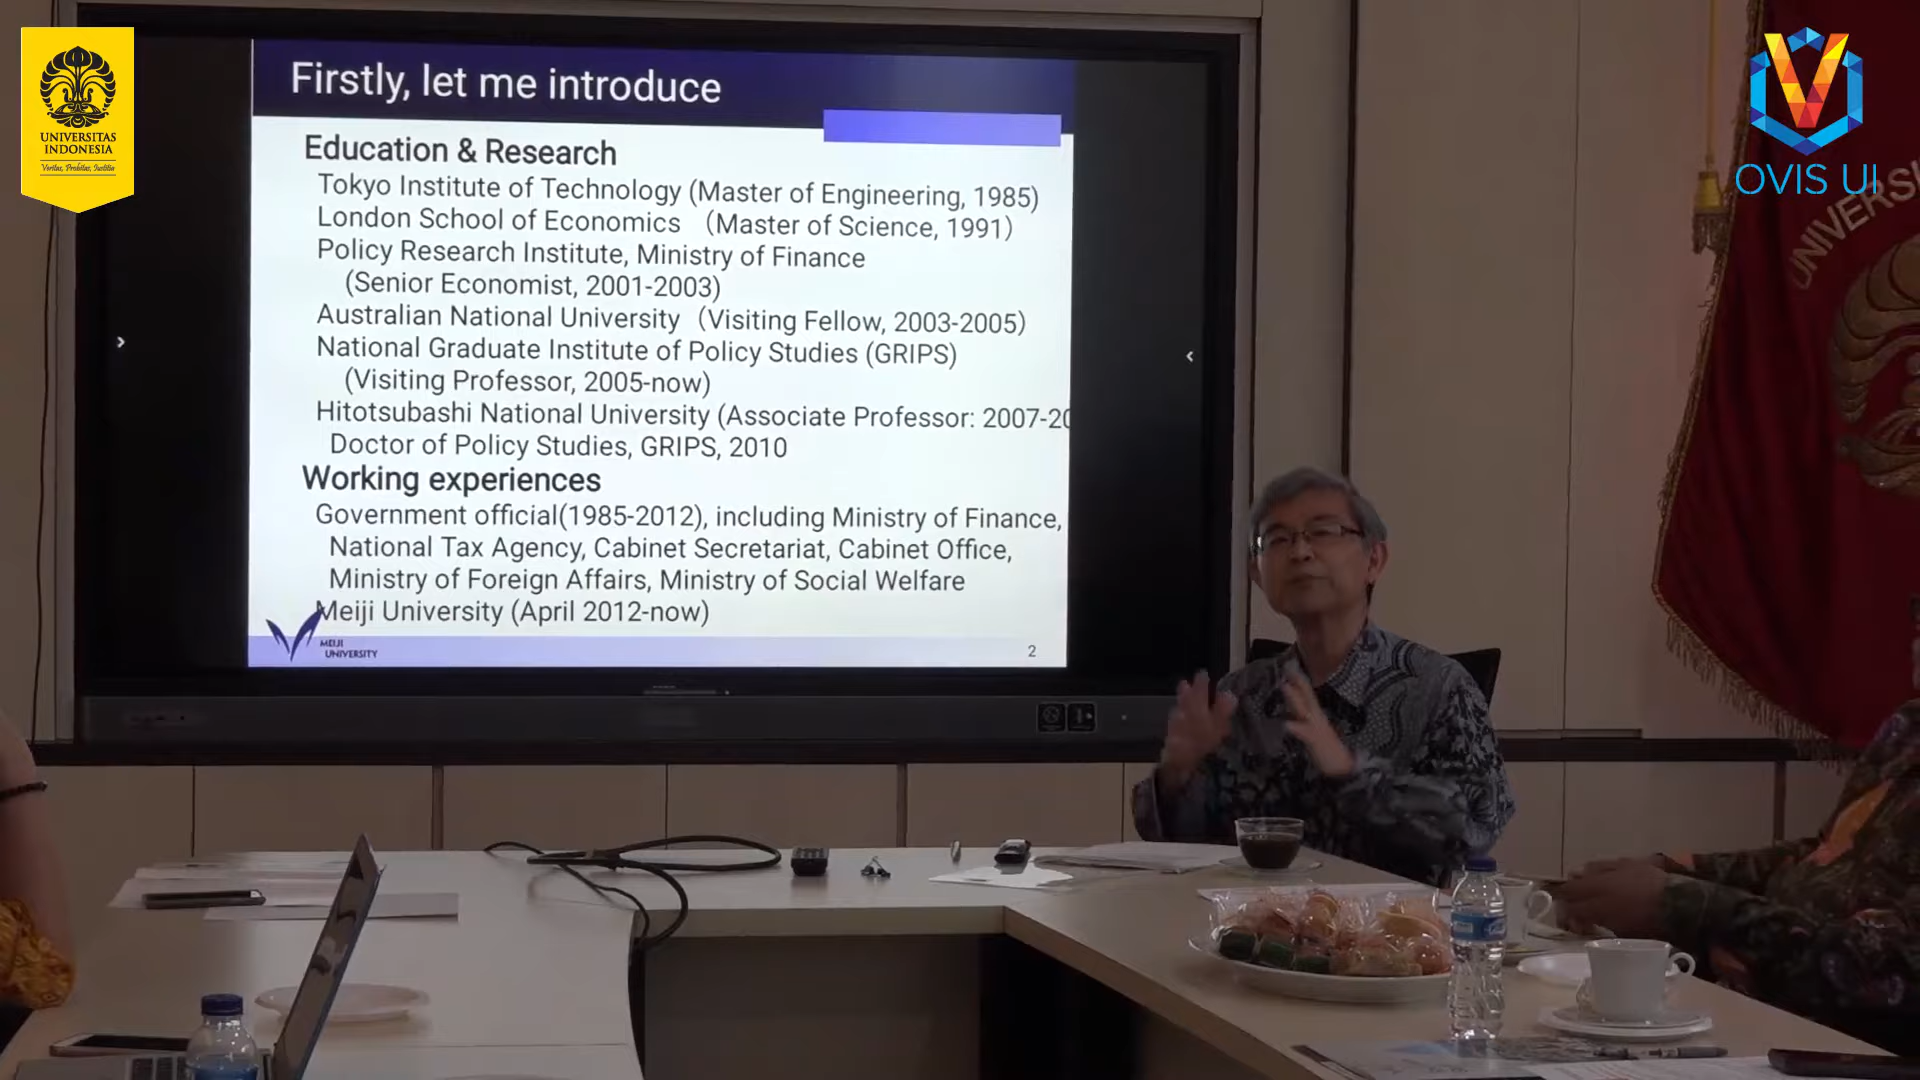 UNIVERSITAS
INDONESIA
Veritas, Probitas, Iustitia
Firstly, let me introduce
Education & Research
Tokyo Institute of Technology (Master of Engineering, 1985)
London School of Economics （Master of Science, 1991）
Policy Research Institute, Ministry of Finance
(Senior Economist, 2001-2003)
Australian National University （Visiting Fellow, 2003-2005）
National Graduate Institute of Policy Studies (GRIPS)
(Visiting Professor, 2005-now)
Hitotsubashi National University (Associate Professor: 2007-20
Doctor of Policy Studies, GRIPS, 2010
Working experiences
Government official(1985-2012), including Ministry of Finance,
National Tax Agency, Cabinet Secretariat, Cabinet Office,
Ministry of Foreign Affairs, Ministry of Social Welfare
Meiji University (April 2012-now)
MEIJI
UNIVERSITY
2
OVIS UI
UNIVERS